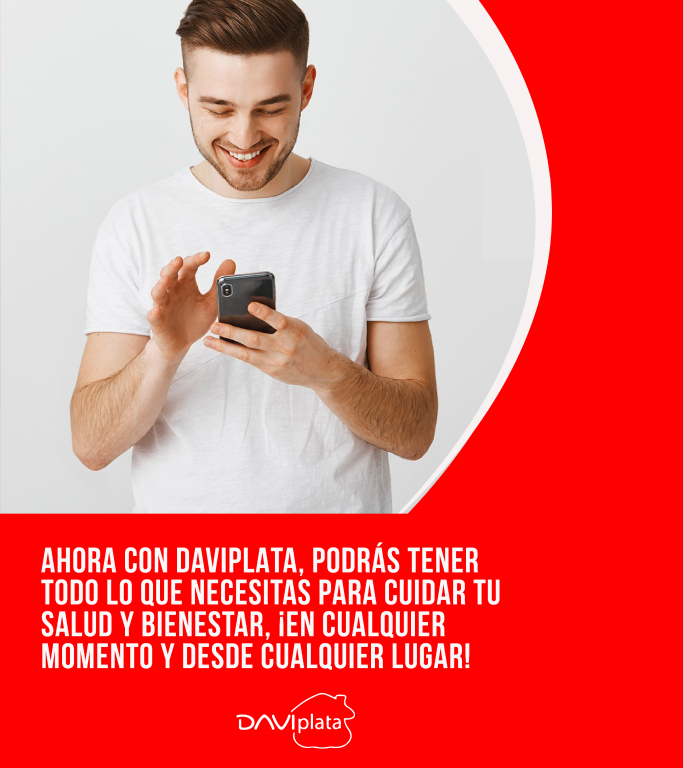 AHORA CON DAVIPLATA, PODRÁS TENER
TODO LO QUE NECESITAS PARA CUIDAR TU
SALUD Y BIENESTAR, ¡EN CUALQUIER
MOMENTO Y DESDE CUALQUIER LUGAR!
DAVIplata